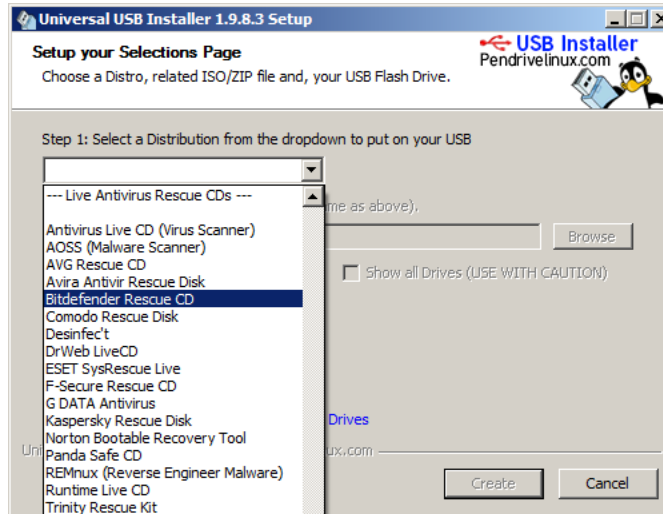 Universal USB Installer 1.9.8.3 Setup
Setup your Selections Page
Choose a Distro, related ISO/ZIP file and, your USB Flash Drive.
USB Installer
Pendrivelinux.com
Step 1: Select a Distribution from the dropdown to put on your USB
--- Live Antivirus Rescue CDs ---
me as above).
Antivirus Live CD (Virus Scanner)
Browse
AOSS (Malware Scanner)
AVG Rescue CD
Avira Antivir Rescue Disk
Show all Drives (USE WITH CAUTION)
Bitdefender Rescue CD
Comodo Rescue Disk
Desinfec't
DrWeb LiveCD
ESET SysRescue Live
F-Secure Rescue CD
G DATA Antivirus
Kaspersky Rescue Disk
Drives
Norton Bootable Recovery Tool
Uni
ux.com
Panda Safe CD
REMnux (Reverse Engineer Malware)
Runtime Live CD
Create
Cancel
Trinity Rescue Kit